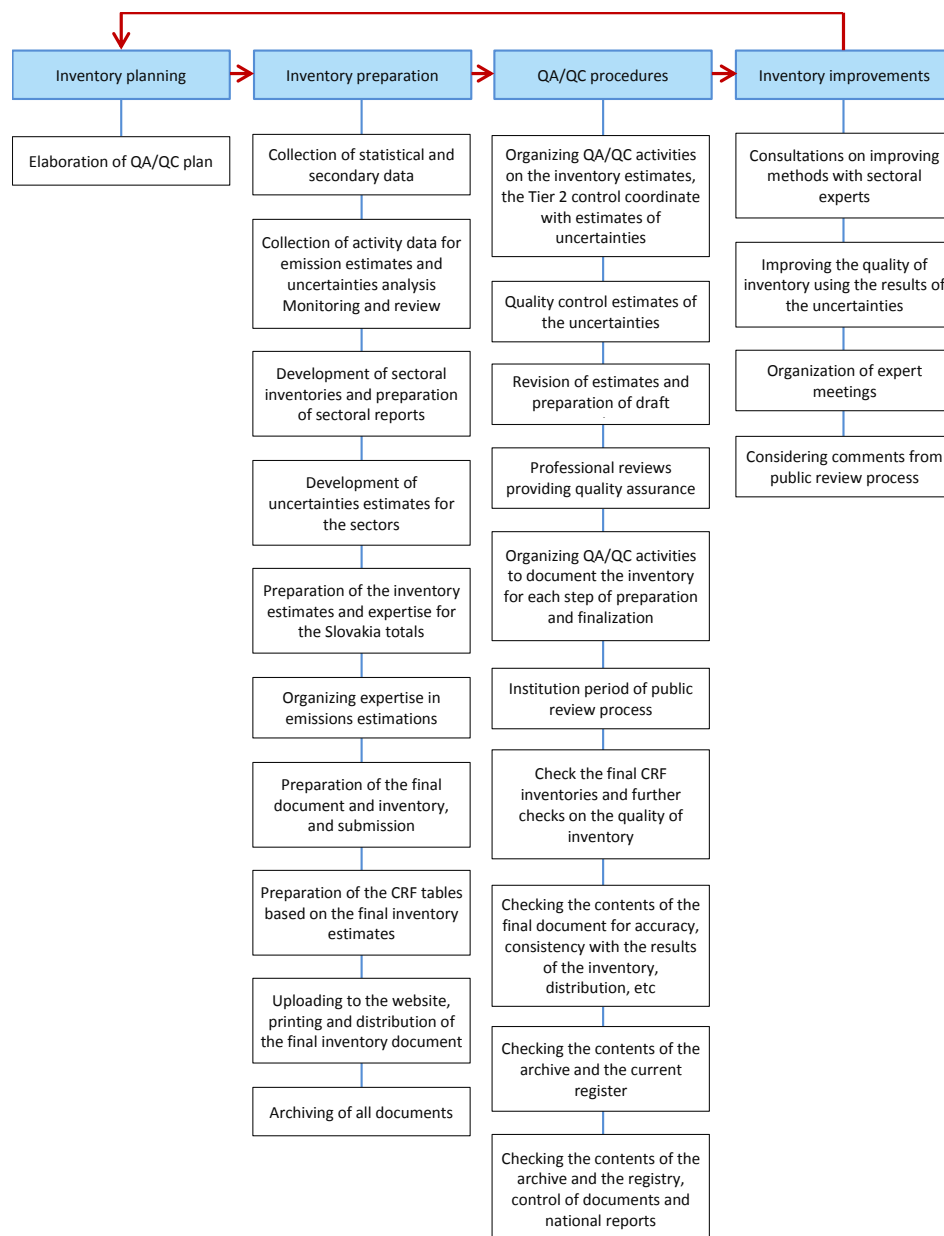 Inventory planning
Inventory preparation
QA/QC procedures
Inventory improvements
Elaboration of QA/QC plan
Collection of statistical and
secondary data
Collection of activity data for
emission estimates and
uncertainties analysis
Monitoring and review
Development of sectoral
inventories and preparation
of sectoral reports
Development of
uncertainties estimates for
the sectors
Preparation of the inventory
estimates and expertise for
the Slovakia totals
Organizing expertise in
emissions estimations
Preparation of the final
document and inventory,
and submission
Preparation of the CRF tables
based on the final inventory
estimates
Uploading to the website,
printing and distribution of
the final inventory document
Archiving of all documents
Organizing QA/QC activities
on the inventory estimates,
the Tier 2 control coordinate
with estimates of
uncertainties
Quality control estimates of
the uncertainties
Revision of estimates and
preparation of draft
Professional reviews
providing quality assurance
Organizing QA/QC activities
to document the inventory
for each step of preparation
and finalization
Institution period of public
review process
Check the final CRF
inventories and further
checks on the quality of
inventory
Checking the contents of the
final document for accuracy,
consistency with the results
of the inventory,
distribution, etc
Checking the contents of the
archive and the current
register
Checking the contents of the
archive and the registry,
control of documents and
national reports
Consultations on improving
methods with sectoral
experts
Improving the quality of
inventory using the results of
the uncertainties
Organization of expert
meetings
Considering comments from
public review process